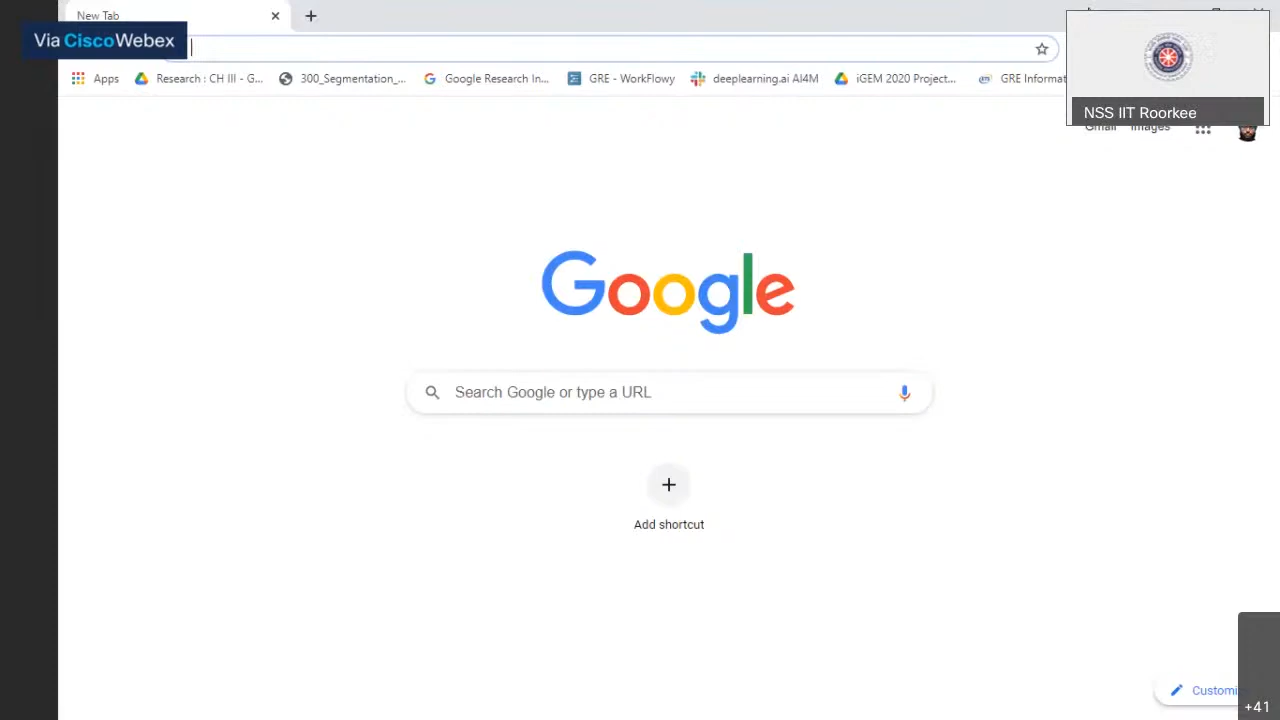 New Tab
Via CiscoWebex
Apps
Research : CH III - G...
300_Segmentation_...
Google Research In...
GRE - WorkFlowy
deeplearning.ai AI4M
iGEM 2020 Project...
GRE Informat
NSS IIT Roorkee
Gmail Images
Google
Search Google or type a URL
Add shortcut
Customi
+41